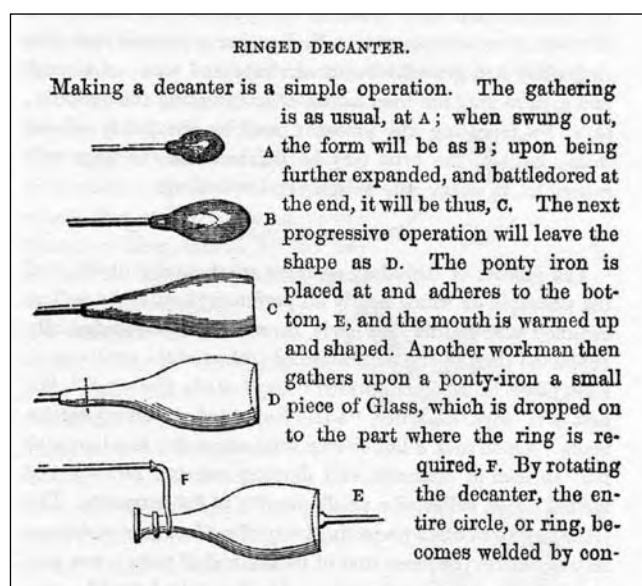 RINGED DECANTER.
Making a decanter is a simple operation. The gathering
is as usual, at A; when swung out,
the form will be as B; upon being
further expanded, and battledored at
the end, it will be thus, C. The next
progressive operation will leave the
shape as D. The ponty iron is
placed at and adheres to the bot-
tom, E, and the mouth is warmed up
and shaped. Another workman then
gathers upon a ponty-iron a small
piece of Glass, which is dropped on
to the part where the ring is re-
quired, F. By rotating
the decanter, the en-
tire circle, or ring, be-
comes welded by con-
A
B
C
D
F
E